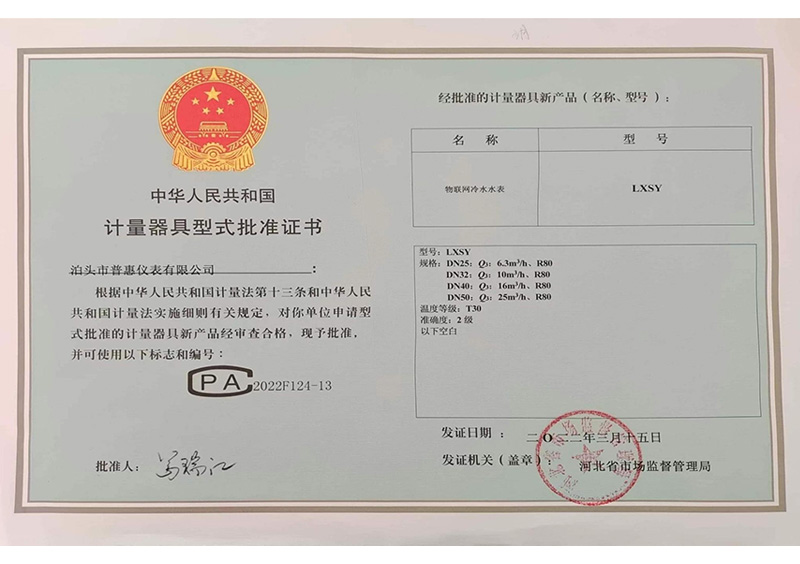 中华人民共和国
计量器具型式批准证书
泊头市普惠仪表有限公司：
根据中华人民共和国计量法第十三条和中华人民
共和国计量法实施细则有关规定，对你单位申请型
式批准的计量器具新产品经审查合格，现予批准，
并可使用以下标志和编号：
CPA 2022F124-13
批准人：
经批准的计量器具新产品（名称、型号）：
名 称 型 号
物联网冷水水表 LXSY
型号：LXSY
规格：DN25：Q3：6.3m³/h、R80
DN32：Q3：10m³/h、R80
DN40：Q3：16m³/h、R80
DN50：Q3：25m³/h、R80
温度等级：T30
准确度：2 级
以下空白
发证日期：二〇二二年三月十五日
发证机关（盖章）：河北省市场监督管理局